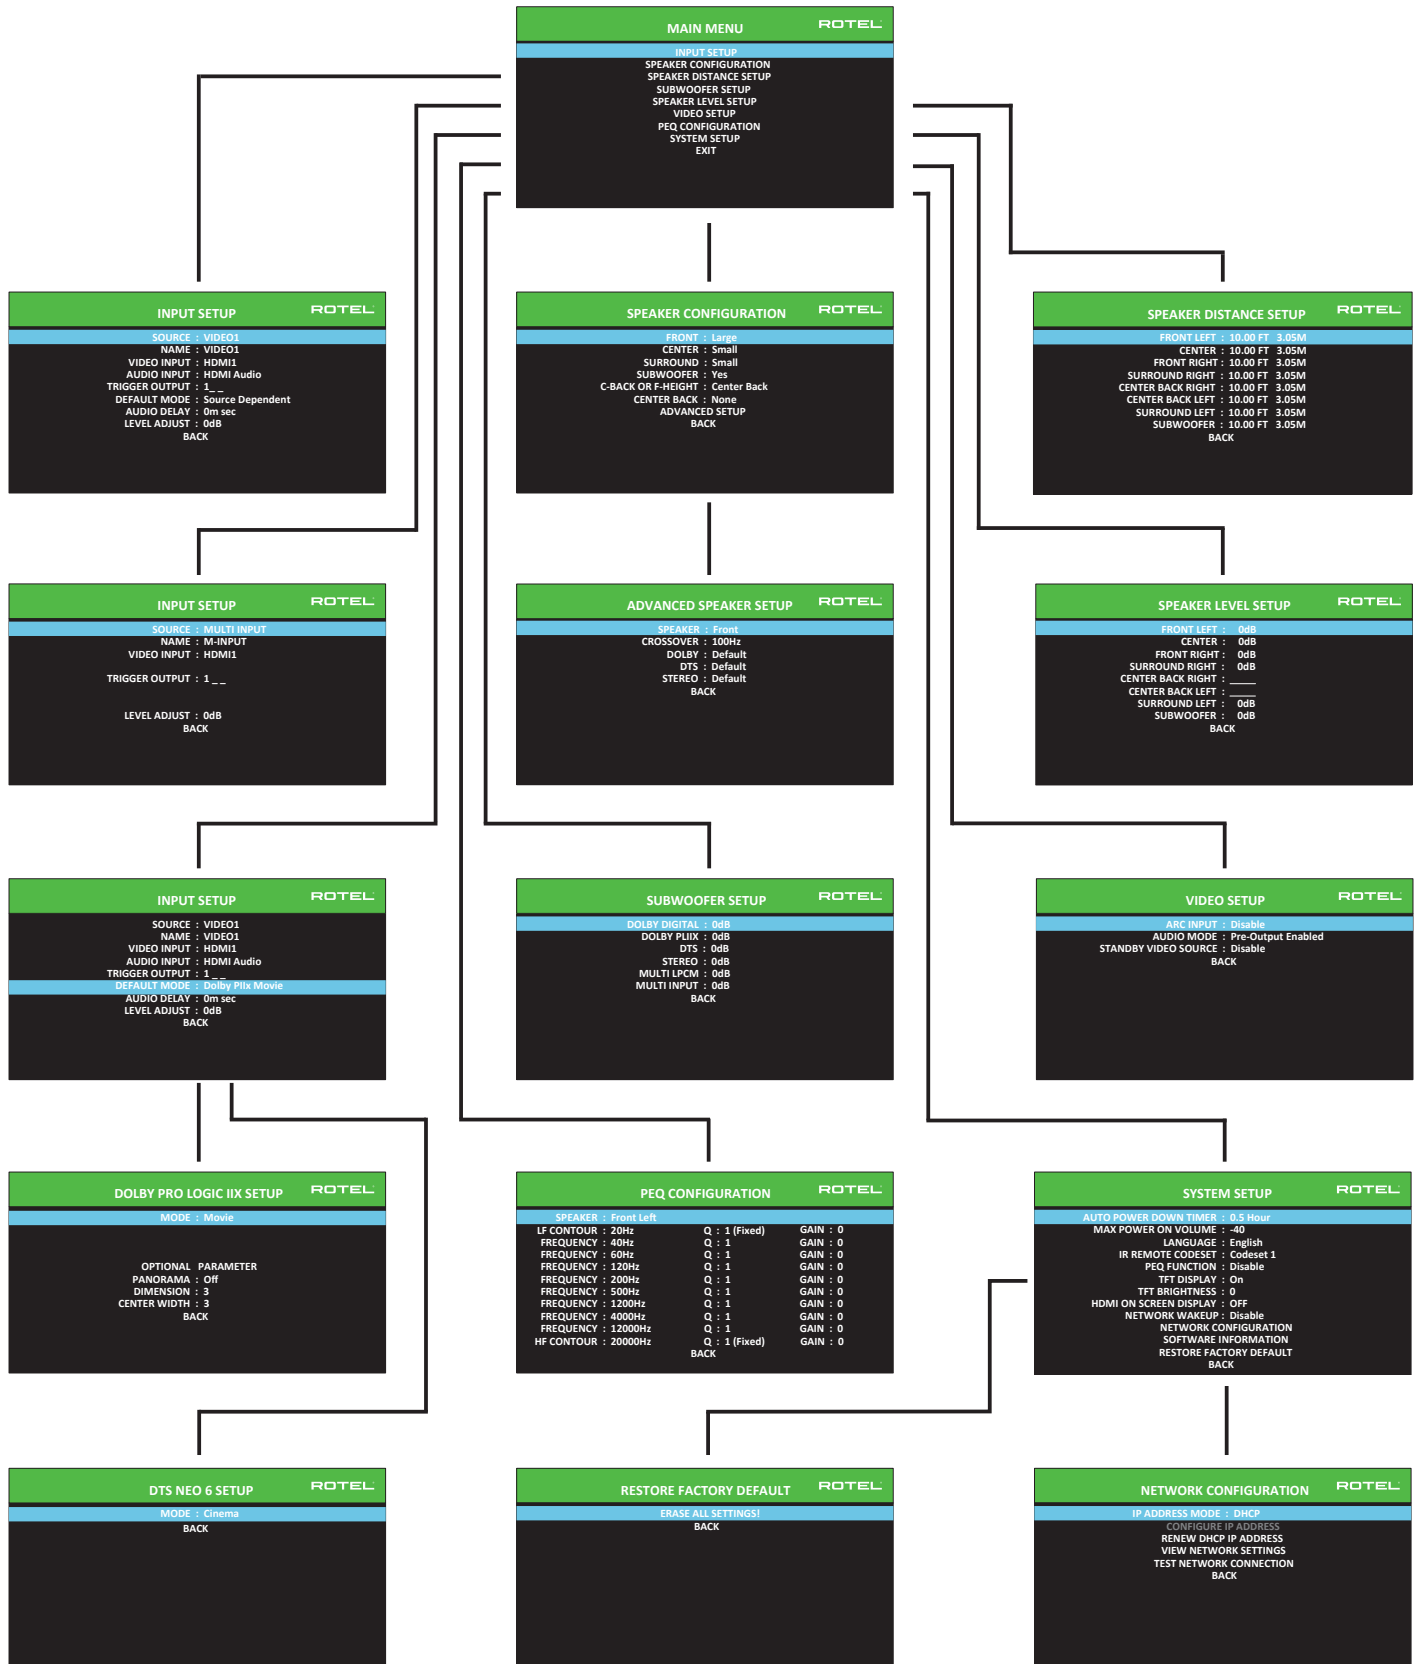 MAIN MENU
ROTEL
INPUT SETUP
SPEAKER CONFIGURATION
SPEAKER DISTANCE SETUP
SUBWOOFER SETUP
SPEAKER LEVEL SETUP
VIDEO SETUP
PEQ CONFIGURATION
SYSTEM SETUP
EXIT
INPUT SETUP
ROTEL
SOURCE : VIDEO1
NAME : VIDEO1
VIDEO INPUT : HDMI1
AUDIO INPUT : HDMI Audio
TRIGGER OUTPUT : 1_ _
DEFAULT MODE : Source Dependent
AUDIO DELAY : 0m sec
LEVEL ADJUST : 0dB
BACK
SPEAKER CONFIGURATION
ROTEL
FRONT : Large
CENTER : Small
SURROUND : Small
SUBWOOFER : Yes
C-BACK OR F-HEIGHT : Center Back
CENTER BACK : None
ADVANCED SETUP
BACK
SPEAKER DISTANCE SETUP
ROTEL
FRONT LEFT : 10.00 FT 3.05M
CENTER : 10.00 FT 3.05M
FRONT RIGHT : 10.00 FT 3.05M
SURROUND RIGHT : 10.00 FT 3.05M
CENTER BACK RIGHT : 10.00 FT 3.05M
CENTER BACK LEFT : 10.00 FT 3.05M
SURROUND LEFT : 10.00 FT 3.05M
SUBWOOFER : 10.00 FT 3.05M
BACK
INPUT SETUP
ROTEL
SOURCE : MULTI INPUT
NAME : M-INPUT
VIDEO INPUT : HDMI1
TRIGGER OUTPUT : 1 _ _
LEVEL ADJUST : 0dB
BACK
ADVANCED SPEAKER SETUP
ROTEL
SPEAKER : Front
CROSSOVER : 100Hz
DOLBY : Default
DTS : Default
STEREO : Default
BACK
SPEAKER LEVEL SETUP
ROTEL
FRONT LEFT : 0dB
CENTER : 0dB
FRONT RIGHT : 0dB
SURROUND RIGHT : 0dB
CENTER BACK RIGHT : _____
CENTER BACK LEFT : _____
SURROUND LEFT : 0dB
SUBWOOFER : 0dB
BACK
INPUT SETUP
ROTEL
SOURCE : VIDEO1
NAME : VIDEO1
VIDEO INPUT : HDMI1
AUDIO INPUT : HDMI Audio
TRIGGER OUTPUT : 1 _ _
DEFAULT MODE : Dolby PIIx Movie
AUDIO DELAY : 0m sec
LEVEL ADJUST : 0dB
BACK
SUBWOOFER SETUP
ROTEL
DOLBY DIGITAL : 0dB
DOLBY PLIIX : 0dB
DTS : 0dB
STEREO : 0dB
MULTI LPCM : 0dB
MULTI INPUT : 0dB
BACK
VIDEO SETUP
ROTEL
ARC INPUT : Disable
AUDIO MODE : Pre-Output Enabled
STANDBY VIDEO SOURCE : Disable
BACK
DOLBY PRO LOGIC IIX SETUP
ROTEL
MODE : Movie
OPTIONAL PARAMETER
PANORAMA : Off
DIMENSION : 3
CENTER WIDTH : 3
BACK
PEQ CONFIGURATION
ROTEL
SPEAKER : Front Left
LF CONTOUR : 20Hz Q : 1 (Fixed) GAIN : 0
FREQUENCY : 40Hz Q : 1 GAIN : 0
FREQUENCY : 60Hz Q : 1 GAIN : 0
FREQUENCY : 120Hz Q : 1 GAIN : 0
FREQUENCY : 200Hz Q : 1 GAIN : 0
FREQUENCY : 500Hz Q : 1 GAIN : 0
FREQUENCY : 1200Hz Q : 1 GAIN : 0
FREQUENCY : 4000Hz Q : 1 GAIN : 0
FREQUENCY : 12000Hz Q : 1 GAIN : 0
HF CONTOUR : 20000Hz Q : 1 (Fixed) GAIN : 0
BACK
SYSTEM SETUP
ROTEL
AUTO POWER DOWN TIMER : 0.5 Hour
MAX POWER ON VOLUME : -40
LANGUAGE : English
IR REMOTE CODESET : Codeset 1
PEQ FUNCTION : Disable
TFT DISPLAY : On
TFT BRIGHTNESS : 0
HDMI ON SCREEN DISPLAY : OFF
NETWORK WAKEUP : Disable
NETWORK CONFIGURATION
SOFTWARE INFORMATION
RESTORE FACTORY DEFAULT
BACK
DTS NEO 6 SETUP
ROTEL
MODE : Cinema
BACK
RESTORE FACTORY DEFAULT
ROTEL
ERASE ALL SETTINGS!
BACK
NETWORK CONFIGURATION
ROTEL
IP ADDRESS MODE : DHCP
CONFIGURE IP ADDRESS
RENEW DHCP IP ADDRESS
VIEW NETWORK SETTINGS
TEST NETWORK CONNECTION
BACK